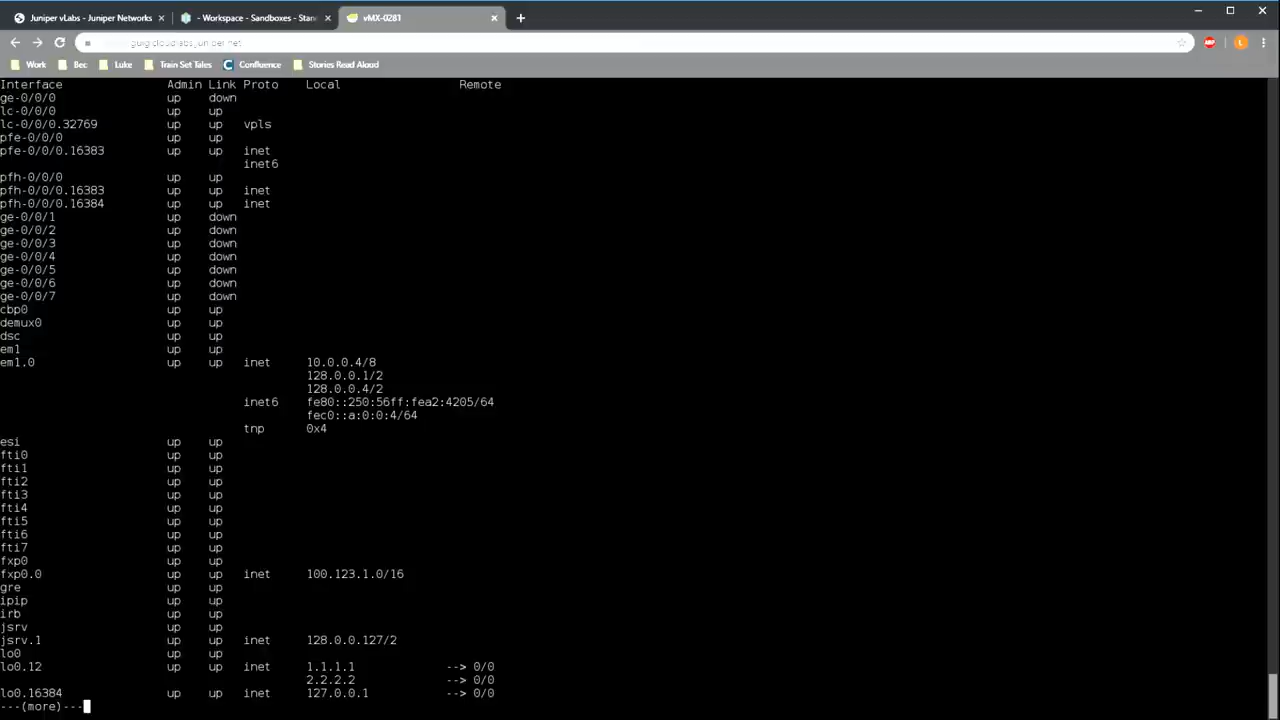 Juniper vLabs - Juniper Networks
- Workspace - Sandboxes - Stan
vMX-0281
Work Bec Luke Train Set Tales Confluence Stories Read Aloud
Interface Admin Link Proto Local Remote
ge-0/0/0 up down
lc-0/0/0 up up
lc-0/0/0.32769 up up vpls
pfe-0/0/0 up up
pfe-0/0/0.16383 up up inet
inet6
pfh-0/0/0 up up
pfh-0/0/0.16383 up up inet
pfh-0/0/0.16384 up up inet
ge-0/0/1 up down
ge-0/0/2 up down
ge-0/0/3 up down
ge-0/0/4 up down
ge-0/0/5 up down
ge-0/0/6 up down
ge-0/0/7 up down
cbp0 up up
demux0 up up
dsc up up
em1 up up
em1.0 up up inet 10.0.0.4/8
128.0.0.1/2
128.0.0.4/2
inet6 fe80::250:56ff:fea2:4205/64
fec0::a:0:0:4/64
tnp 0x4
esi up up
fti0 up up
fti1 up up
fti2 up up
fti3 up up
fti4 up up
fti5 up up
fti6 up up
fti7 up up
fxp0 up up
fxp0.0 up up inet 100.123.1.0/16
gre up up
ipip up up
irb up up
jsrv up up
jsrv.1 up up inet 128.0.0.127/2
lo0 up up
lo0.12 up up inet 1.1.1.1 --> 0/0
2.2.2.2 --> 0/0
lo0.16384 up up inet 127.0.0.1 --> 0/0
---(more)---